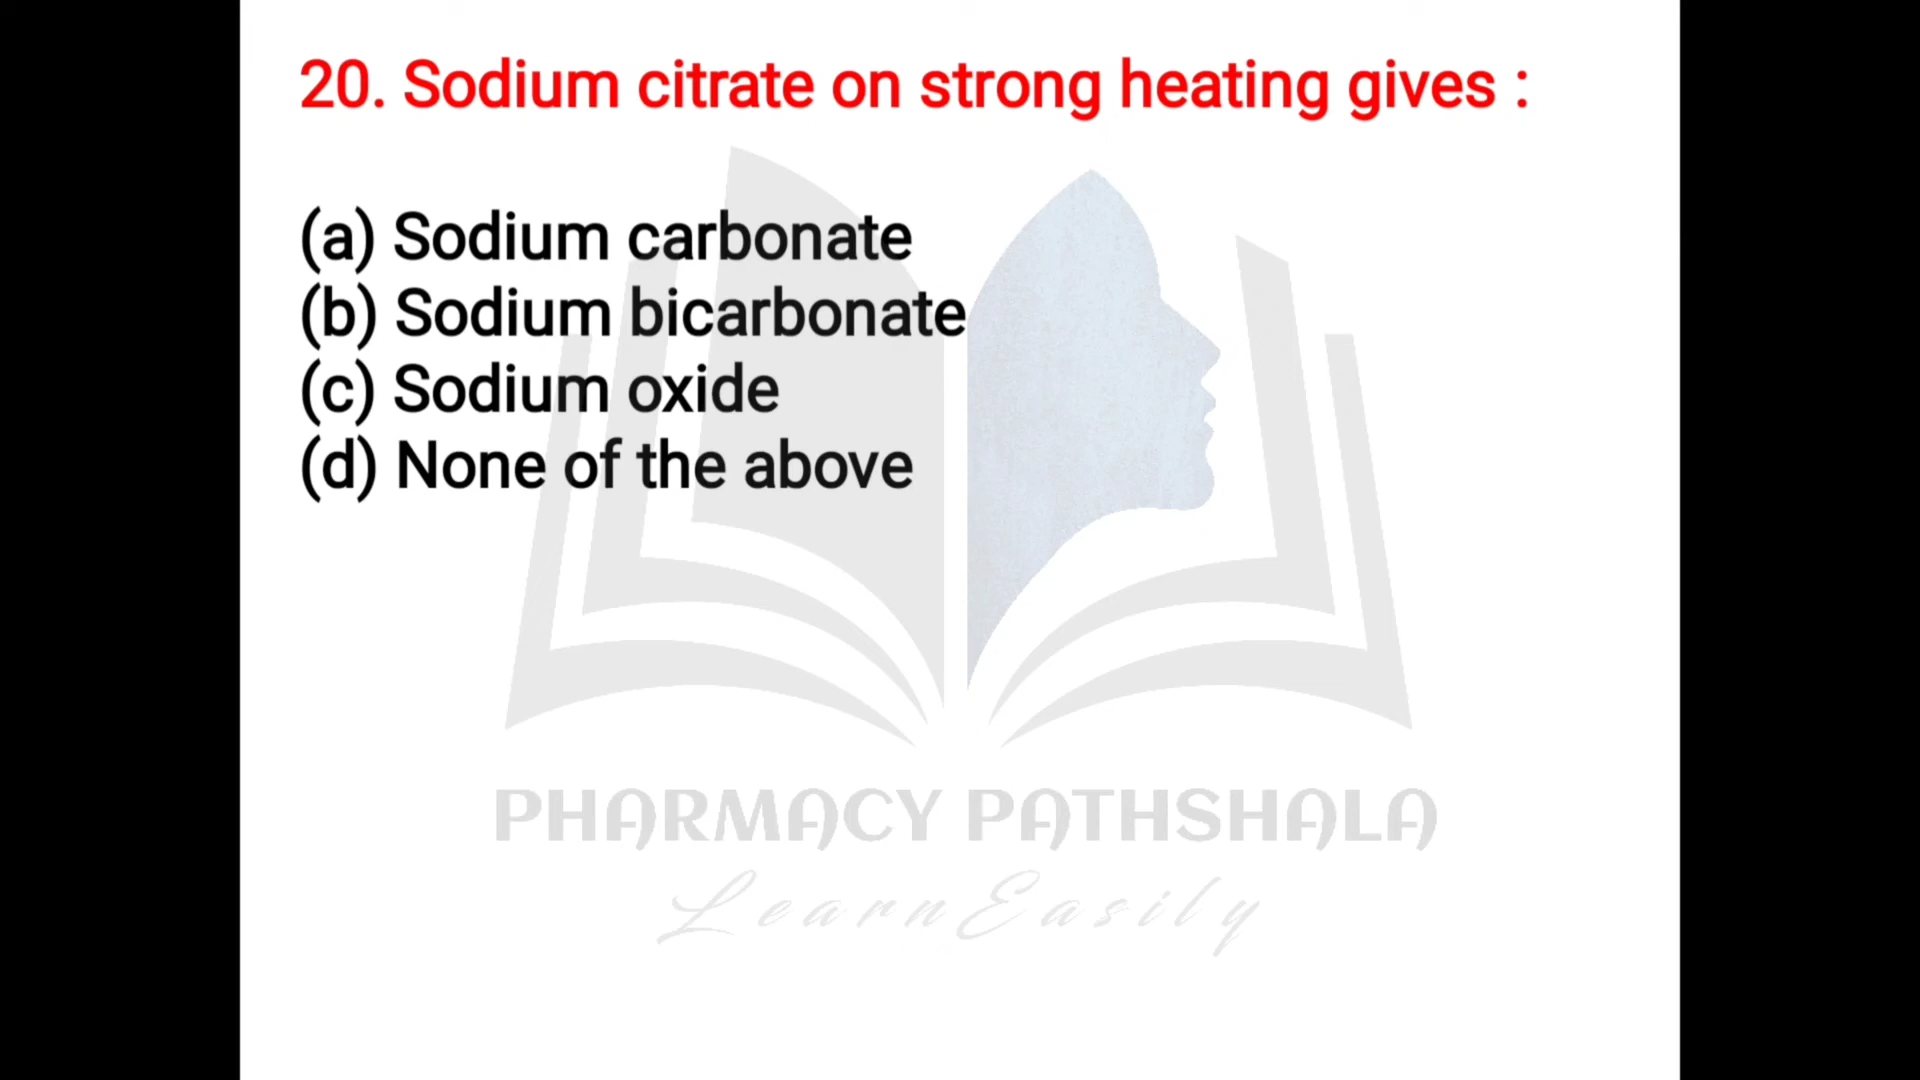 20. Sodium citrate on strong heating gives :
(a) Sodium carbonate
(b) Sodium bicarbonate
(c) Sodium oxide
(d) None of the above
PHARMACY PATHSHALA
Learn Easily